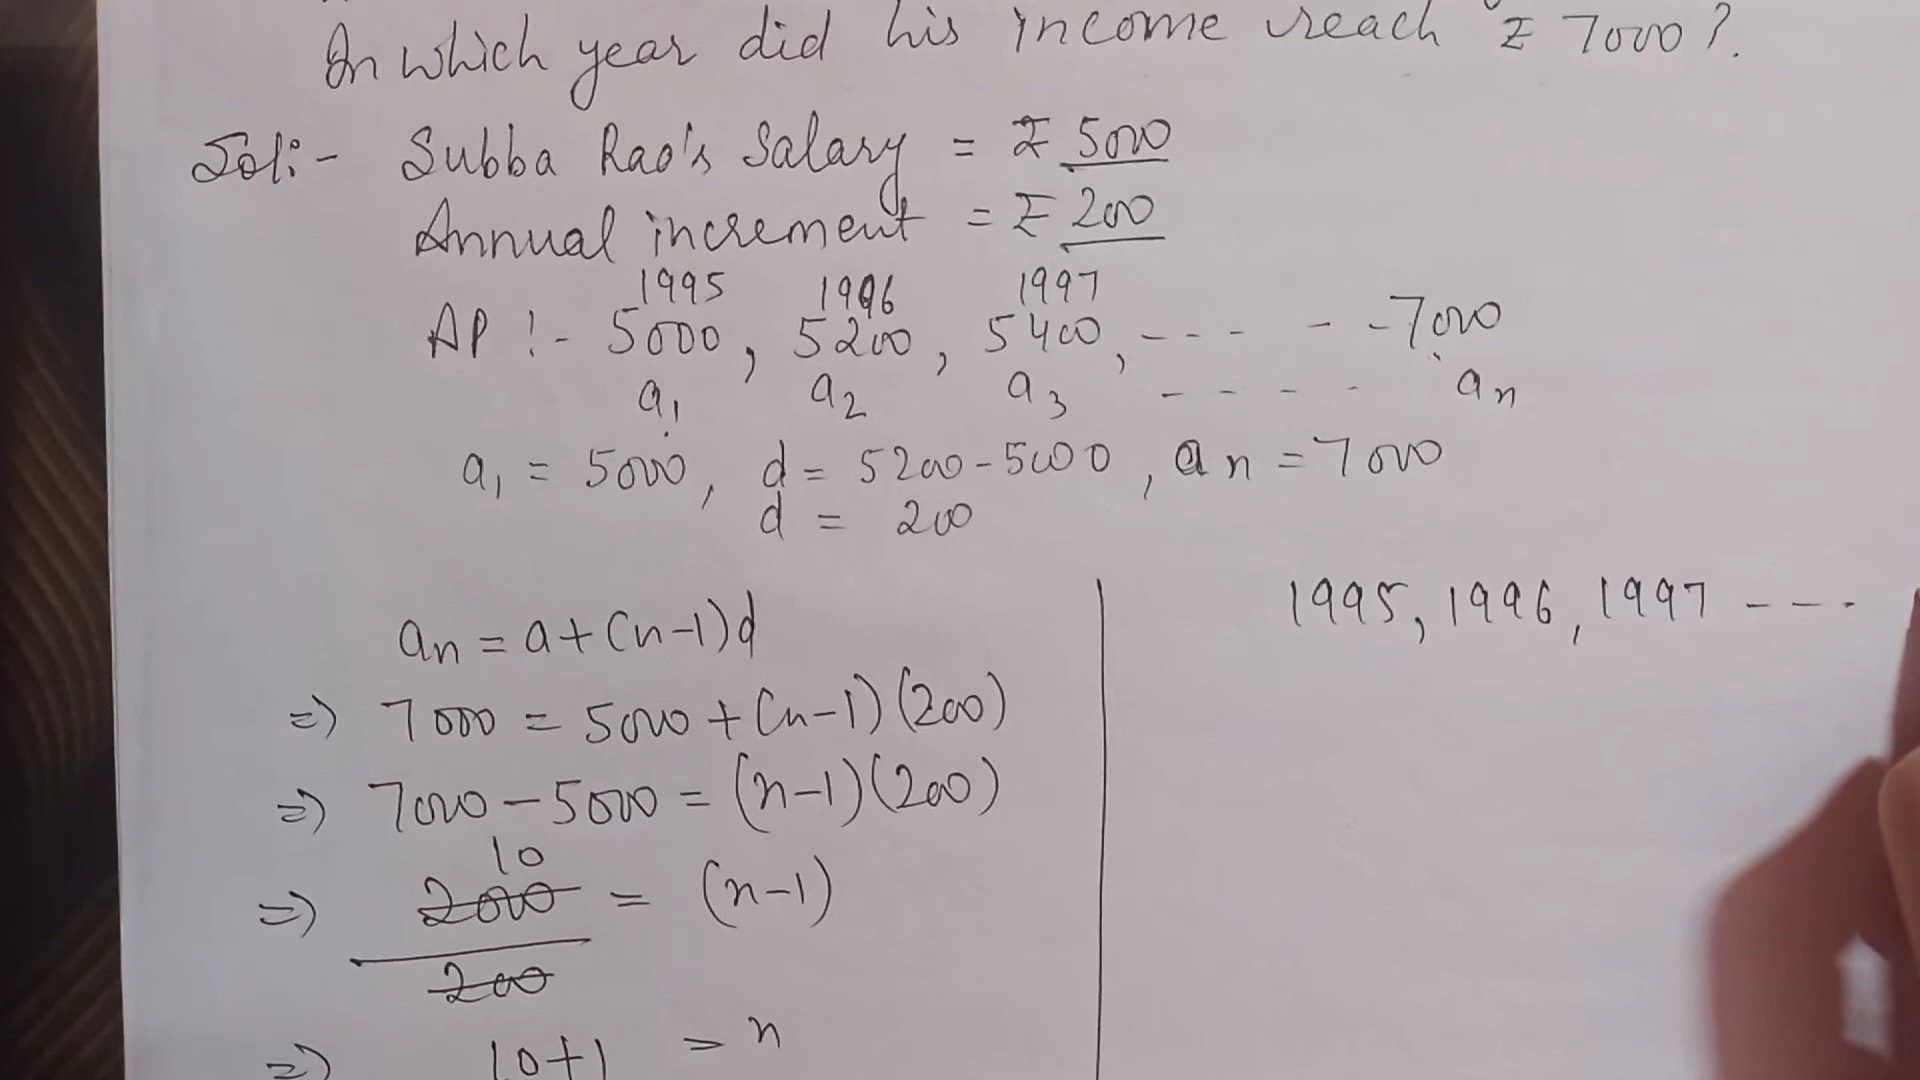 In which year did his income reach ₹ 7000?.
Sol:- Subba Rao's Salary = ₹ 5000
Annual increment = ₹ 200
1995 1996 1997
AP :- 5000, 5200, 5400, --- - - -7000
a1 a2 a3 - - - - an
a1 = 5000, d = 5200-5000, an = 7000
d = 200
an = a+(n-1)d
=> 7000 = 5000+(n-1)(200)
=> 7000-5000 = (n-1)(200)
10
=> 2000/200 = (n-1)
=> 10+1 = n
1995, 1996, 1997 ----